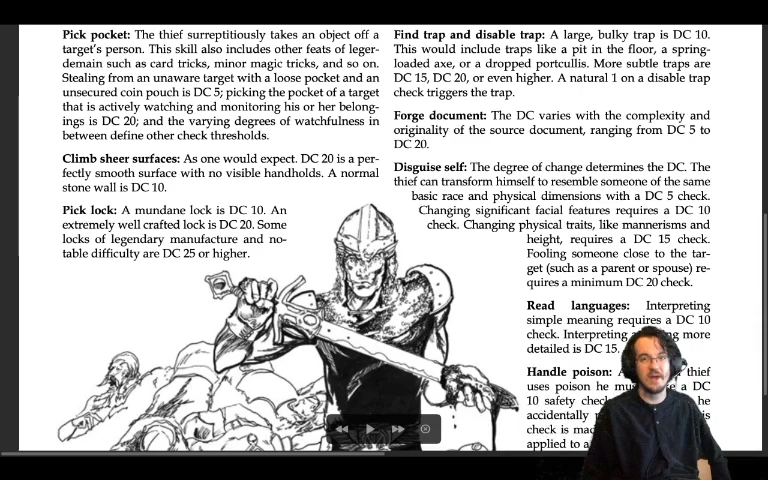 Pick pocket: The thief surreptitiously takes an object off a
target's person. This skill also includes other feats of leger-
demain such as card tricks, minor magic tricks, and so on.
Stealing from an unaware target with a loose pocket and an
unsecured coin pouch is DC 5; picking the pocket of a target
that is actively watching and monitoring his or her belong-
ings is DC 20; and the varying degrees of watchfulness in
between define other check thresholds.
Climb sheer surfaces: As one would expect. DC 20 is a per-
fectly smooth surface with no visible handholds. A normal
stone wall is DC 10.
Pick lock: A mundane lock is DC 10. An
extremely well crafted lock is DC 20. Some
locks of legendary manufacture and no-
table difficulty are DC 25 or higher.
Find trap and disable trap: A large, bulky trap is DC 10.
This would include traps like a pit in the floor, a spring-
loaded axe, or a dropped portcullis. More subtle traps are
DC 15, DC 20, or even higher. A natural 1 on a disable trap
check triggers the trap.
Forge document: The DC varies with the complexity and
originality of the source document, ranging from DC 5 to
DC 20.
Disguise self: The degree of change determines the DC. The
thief can transform himself to resemble someone of the same
basic race and physical dimensions with a DC 5 check.
Changing significant facial features requires a DC 10
check. Changing physical traits, like mannerisms and
height, requires a DC 15 check.
Fooling someone close to the tar-
get (such as a parent or spouse) re-
quires a minimum DC 20 check.
Read languages: Interpreting
simple meaning requires a DC 10
check. Interpreting more
detailed is DC 15.
Handle poison: thief
uses poison he a DC
10 safety he
accidentally
check is
applied to